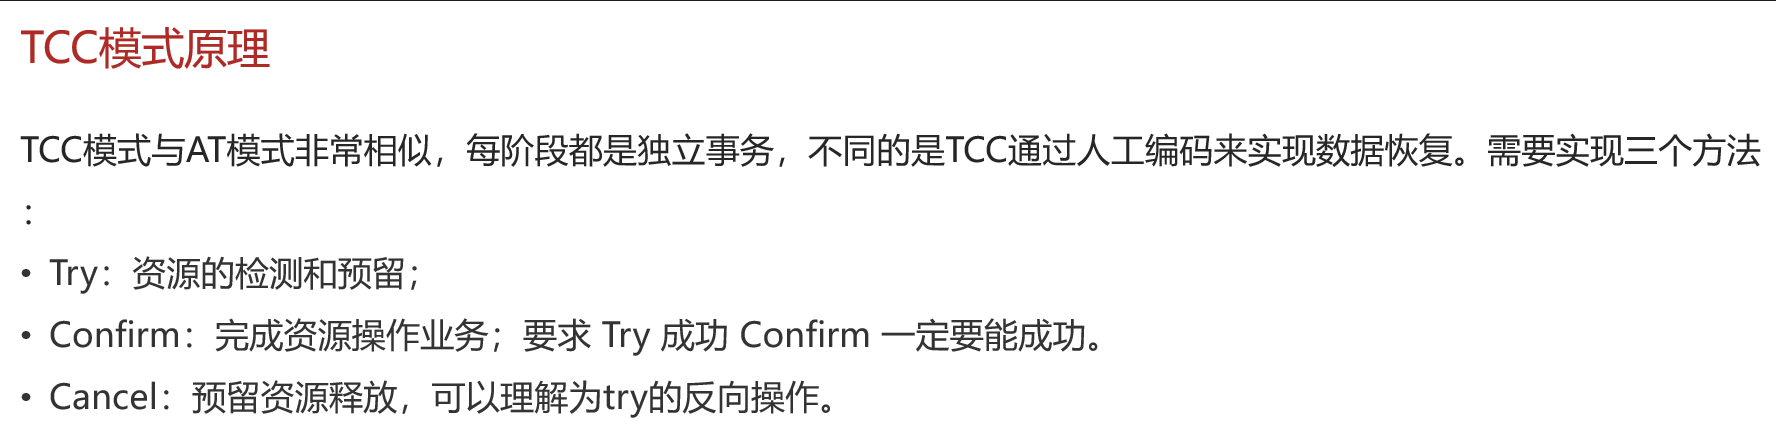 TCC模式原理
TCC模式与AT模式非常相似，每阶段都是独立事务，不同的是TCC通过人工编码来实现数据恢复。需要实现三个方法
：
• Try：资源的检测和预留；
• Confirm：完成资源操作业务；要求 Try 成功 Confirm 一定要能成功。
• Cancel：预留资源释放，可以理解为try的反向操作。